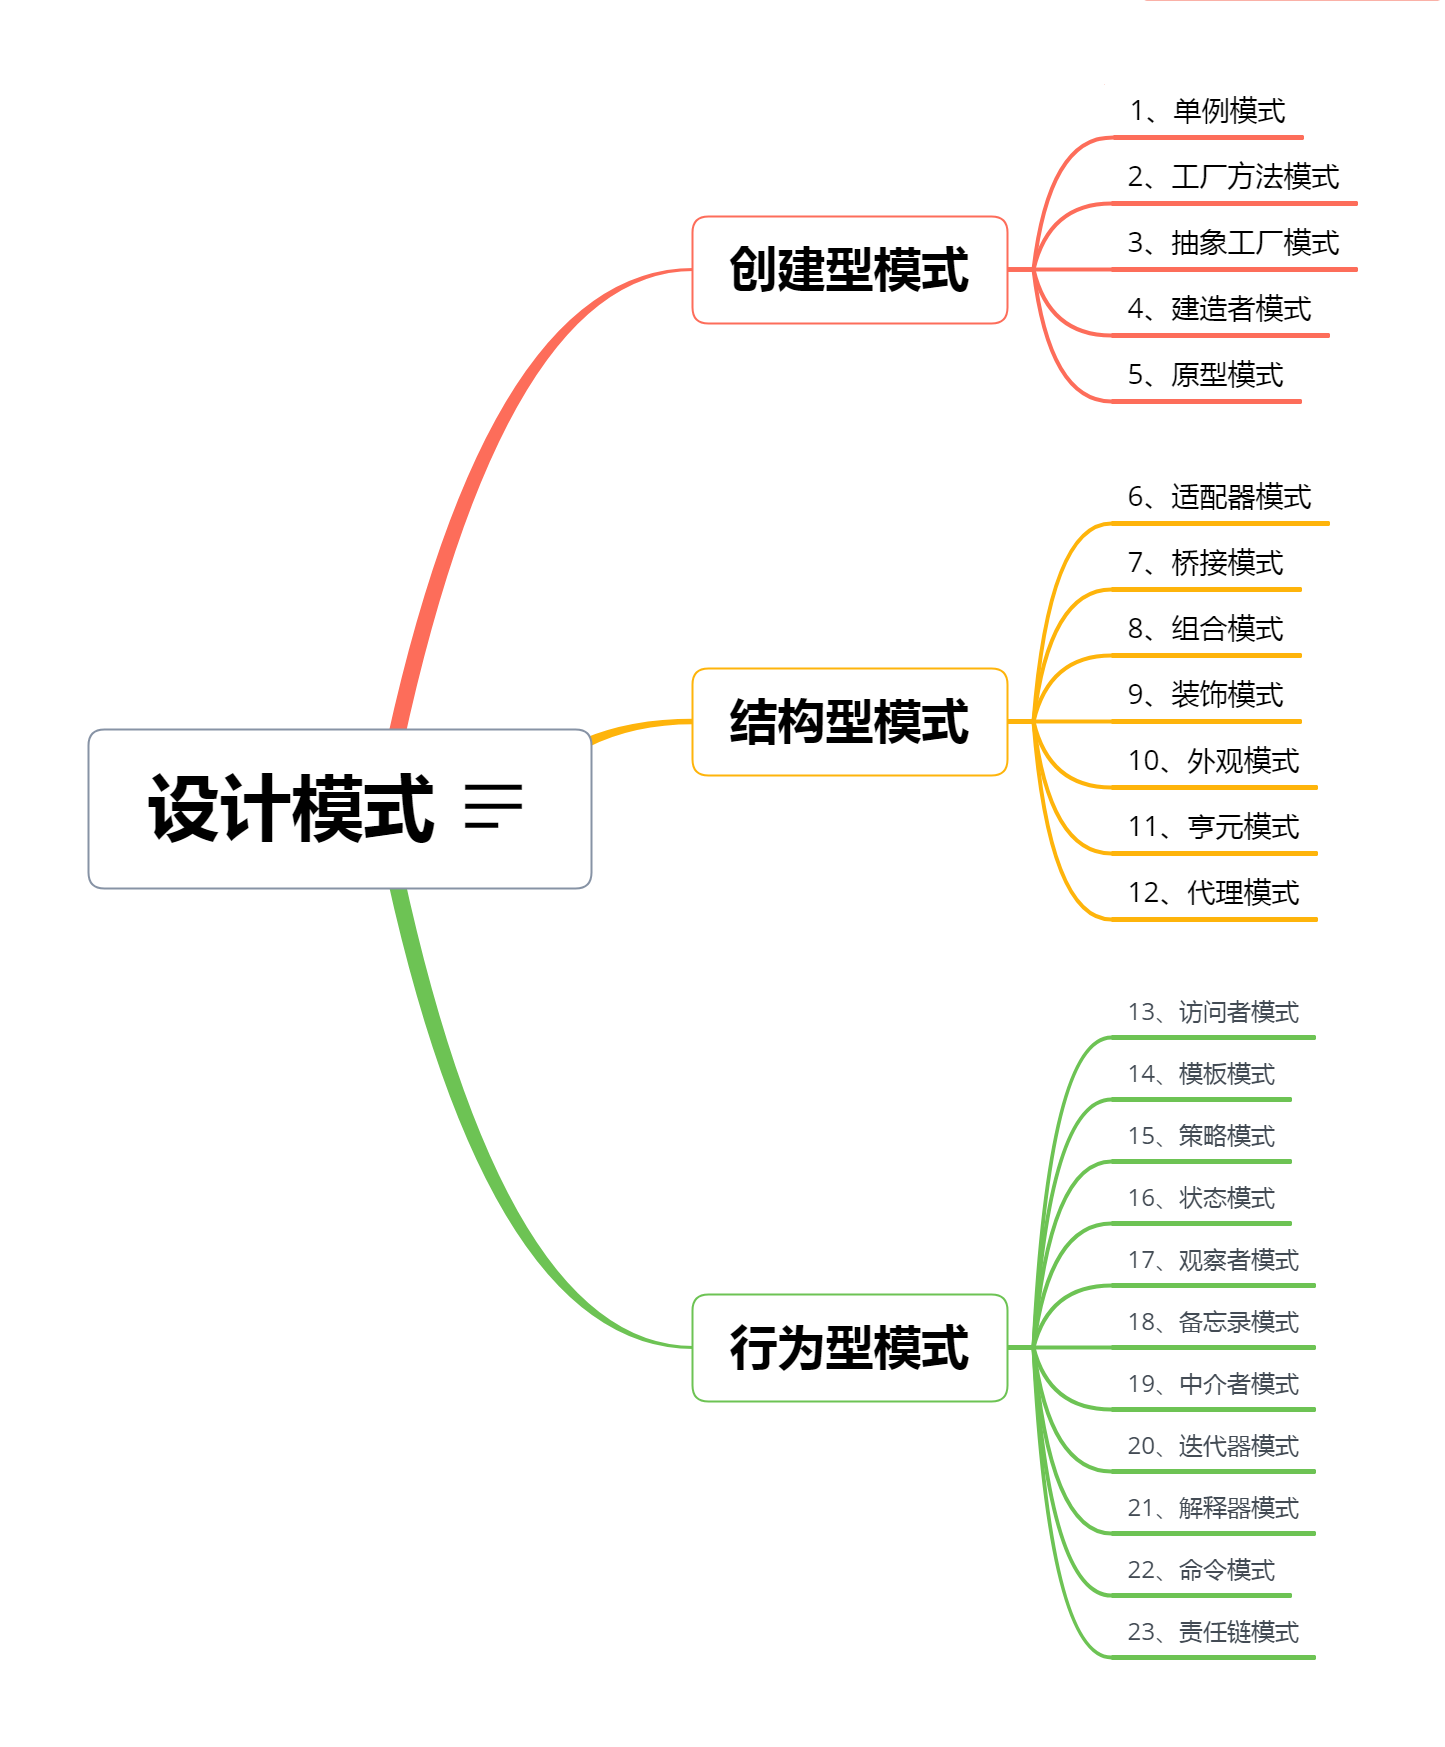 设计模式
创建型模式
1、单例模式
2、工厂方法模式
3、抽象工厂模式
4、建造者模式
5、原型模式
结构型模式
6、适配器模式
7、桥接模式
8、组合模式
9、装饰模式
10、外观模式
11、亨元模式
12、代理模式
行为型模式
13、访问者模式
14、模板模式
15、策略模式
16、状态模式
17、观察者模式
18、备忘录模式
19、中介者模式
20、迭代器模式
21、解释器模式
22、命令模式
23、责任链模式